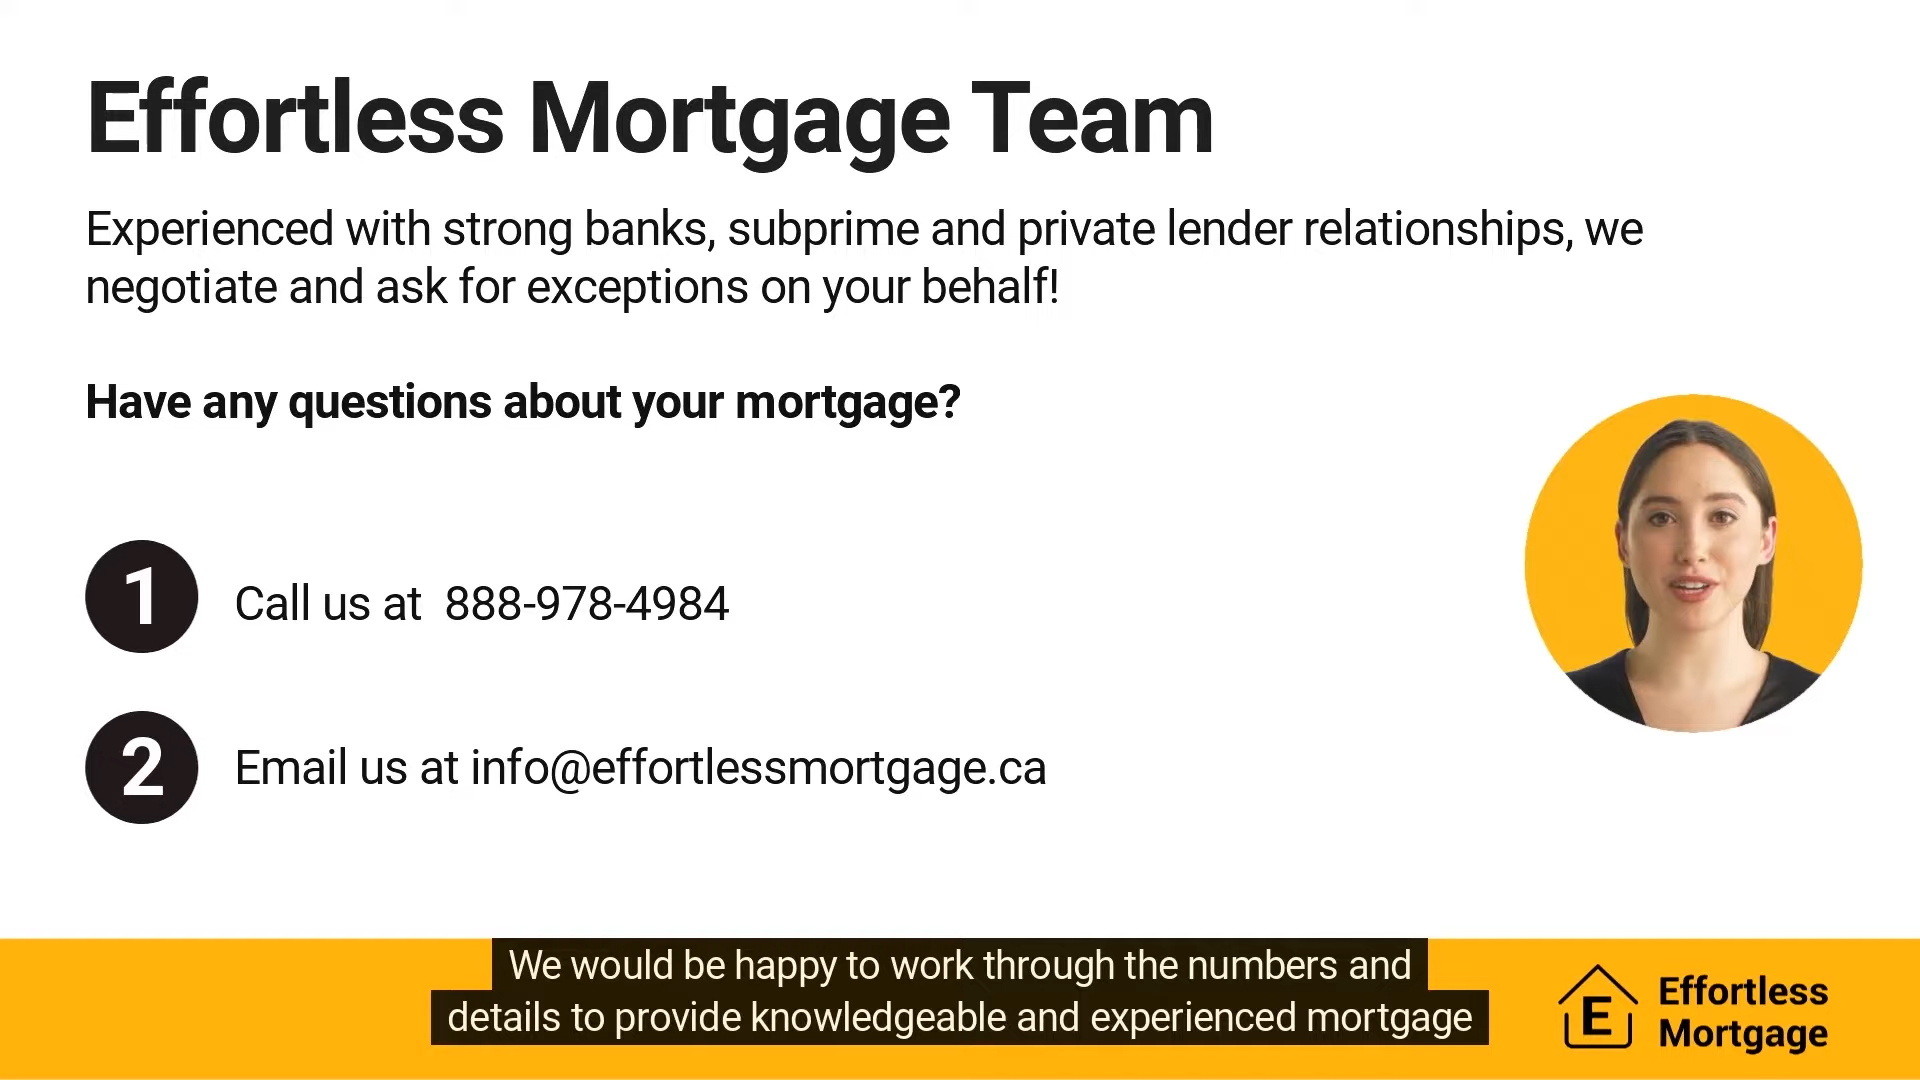 Effortless Mortgage Team
Experienced with strong banks, subprime and private lender relationships, we
negotiate and ask for exceptions on your behalf!
Have any questions about your mortgage?
1 Call us at 888-978-4984
2 Email us at info@effortlessmortgage.ca
We would be happy to work through the numbers and
details to provide knowledgeable and experienced mortgage
E
Effortless
Mortgage